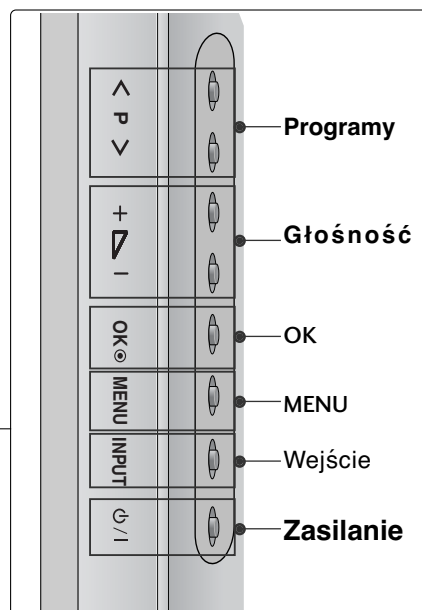 < P >
Programy
+ −
Głośność
OK
OK
MENU
MENU
INPUT
Wejście
⏻/I
Zasilanie